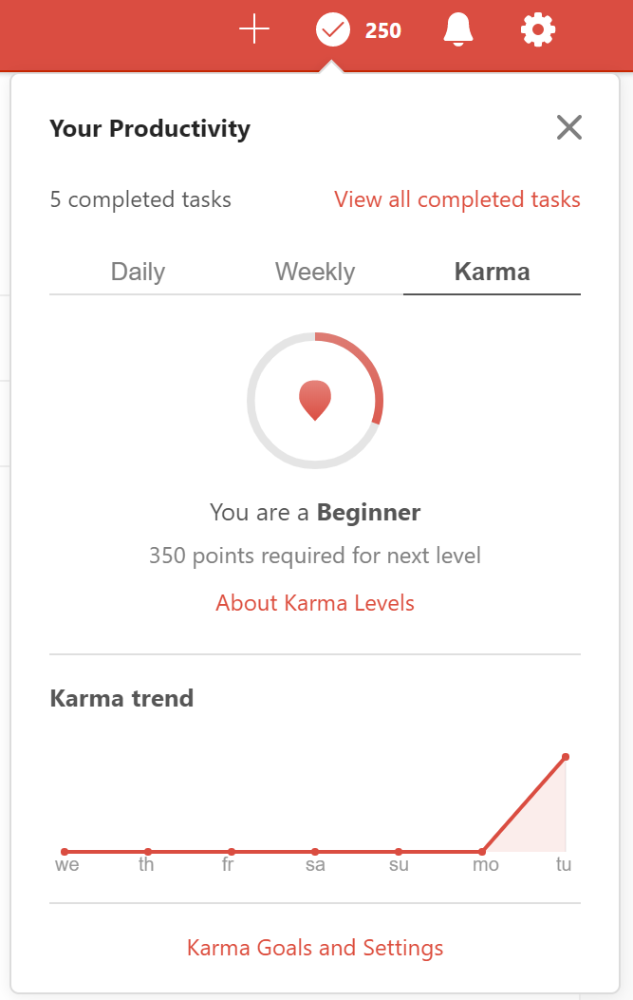 250
Your Productivity
5 completed tasks View all completed tasks
Daily Weekly Karma
You are a Beginner
350 points required for next level
About Karma Levels
Karma trend
we th fr sa su mo tu
Karma Goals and Settings